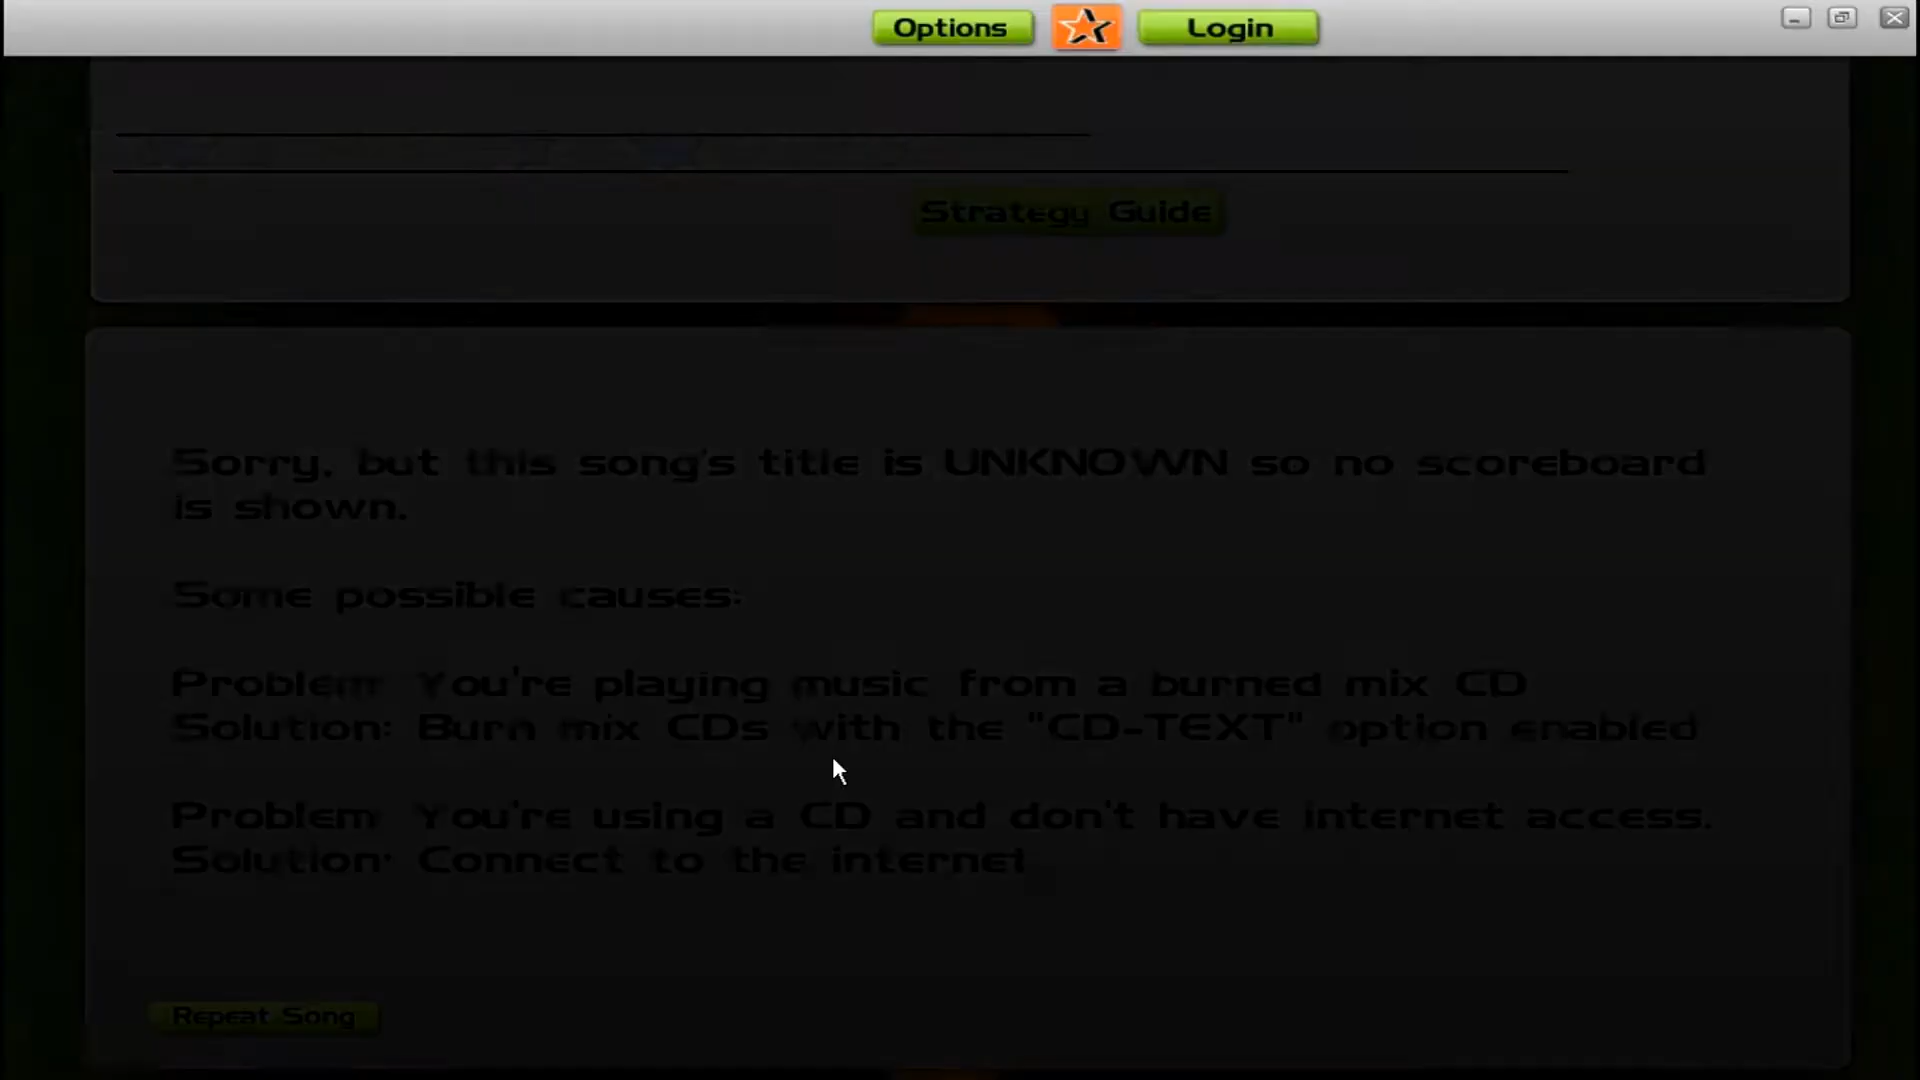 Options
Login
Strategy Guide
Sorry, but this song's title is UNKNOWN so no scoreboard
is shown.
Some possible causes:
Problem: You're playing music from a burned mix CD
Solution: Burn mix CDs with the "CD-TEXT" option enabled
Problem: You're using a CD and don't have internet access.
Solution: Connect to the internet
Repeat Song